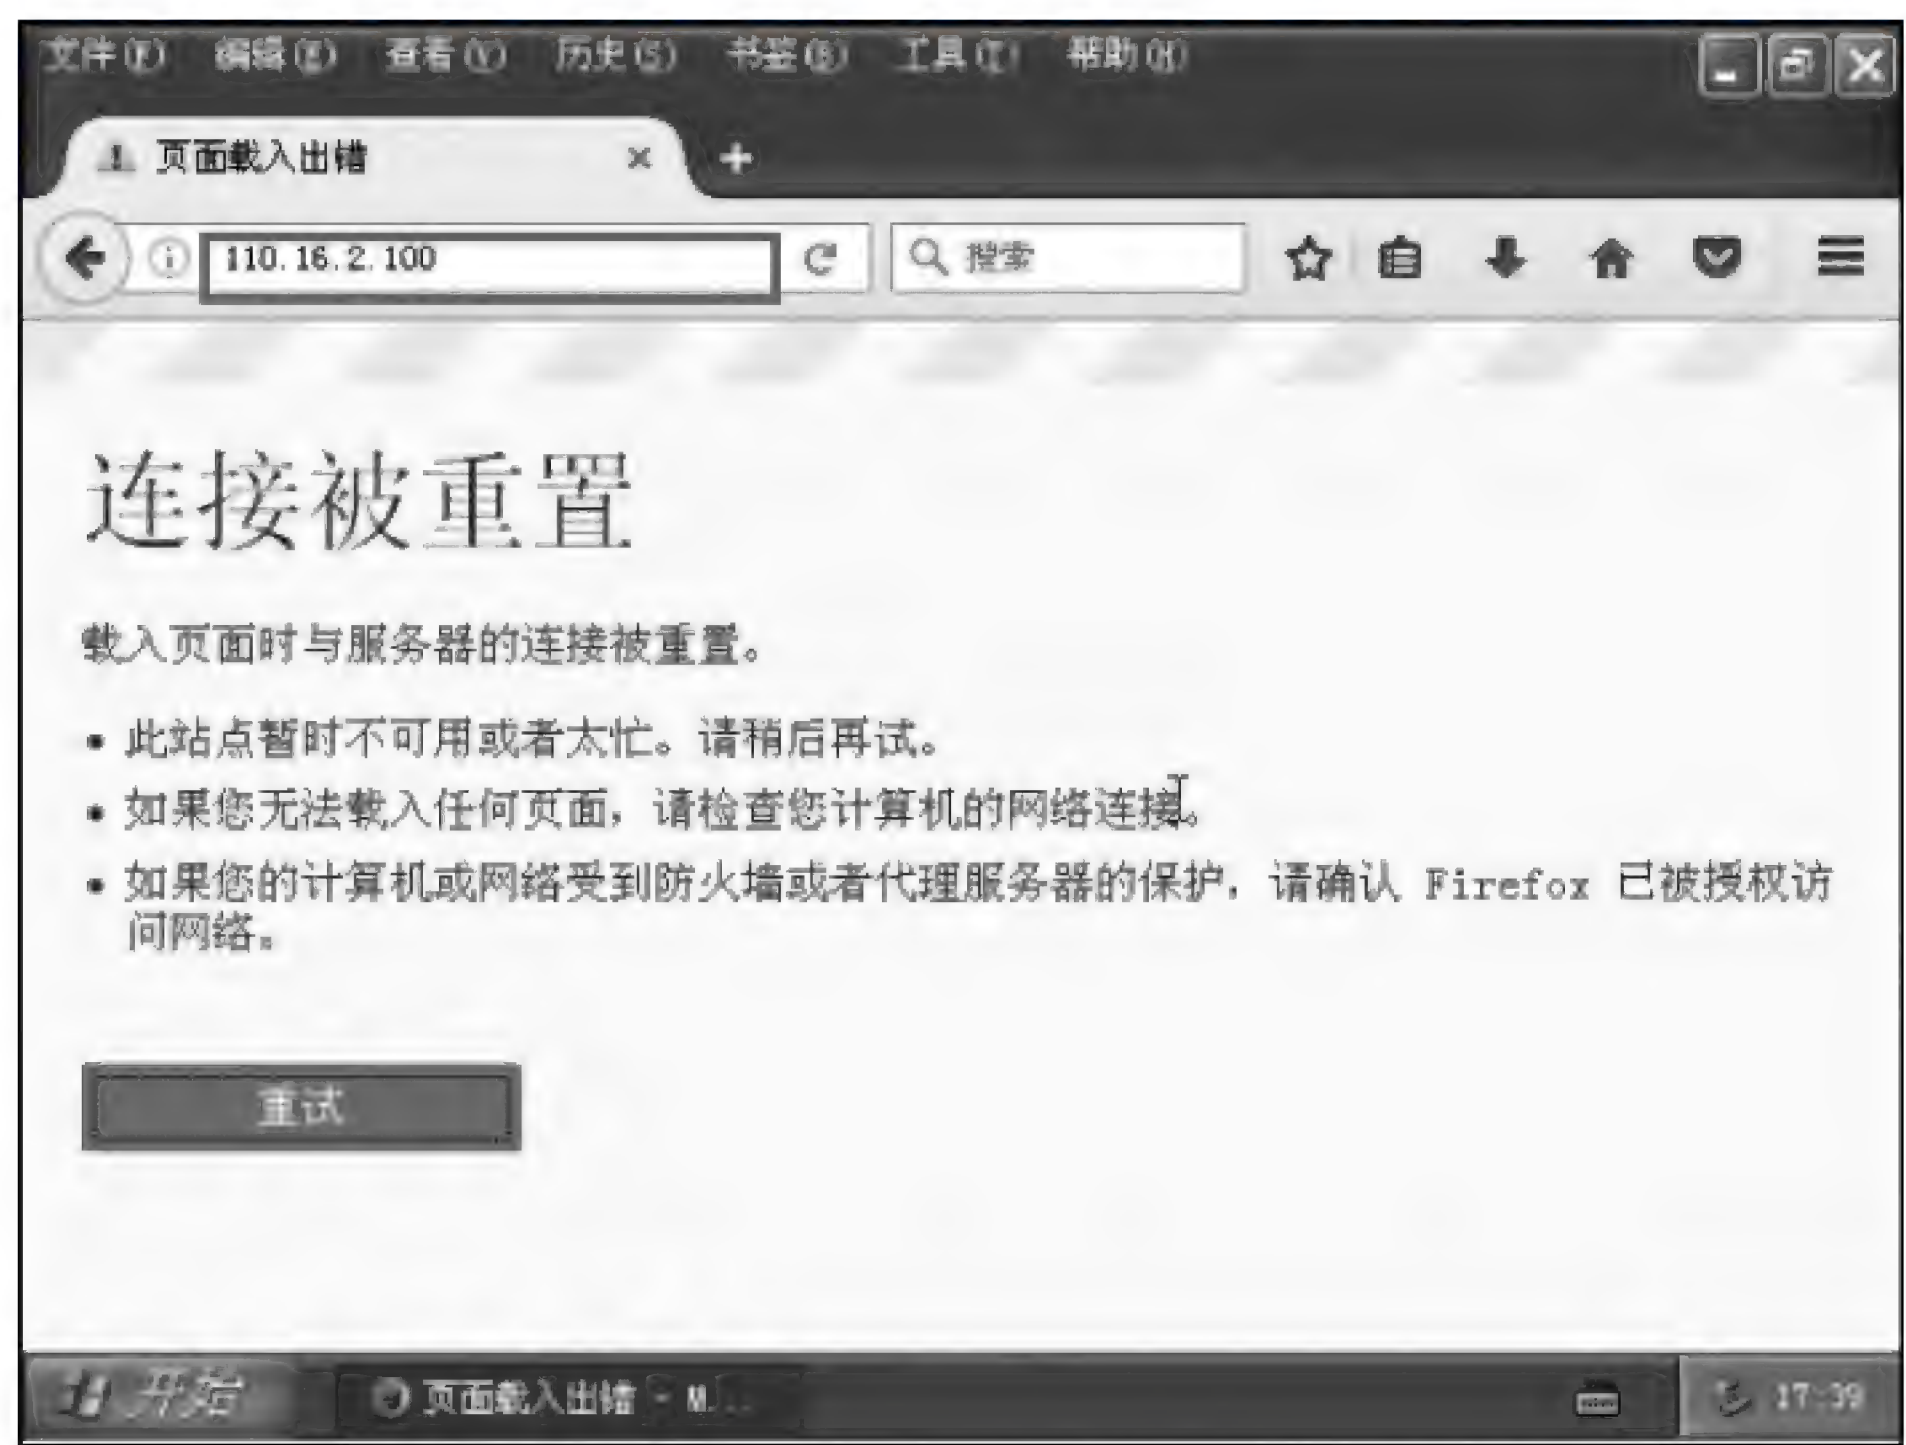 文件(F) 编辑(E) 查看(V) 历史(S) 书签(B) 工具(T) 帮助(H)
页面载入出错
110.16.2.100
搜索
连接被重置
载入页面时与服务器的连接被重置。
此站点暂时不可用或者太忙。请稍后再试。
如果您无法载入任何页面，请检查您计算机的网络连接。
如果您的计算机或网络受到防火墙或者代理服务器的保护，请确认 Firefox 已被授权访
问网络。
重试
开始
页面载入出错 - M...
17:39